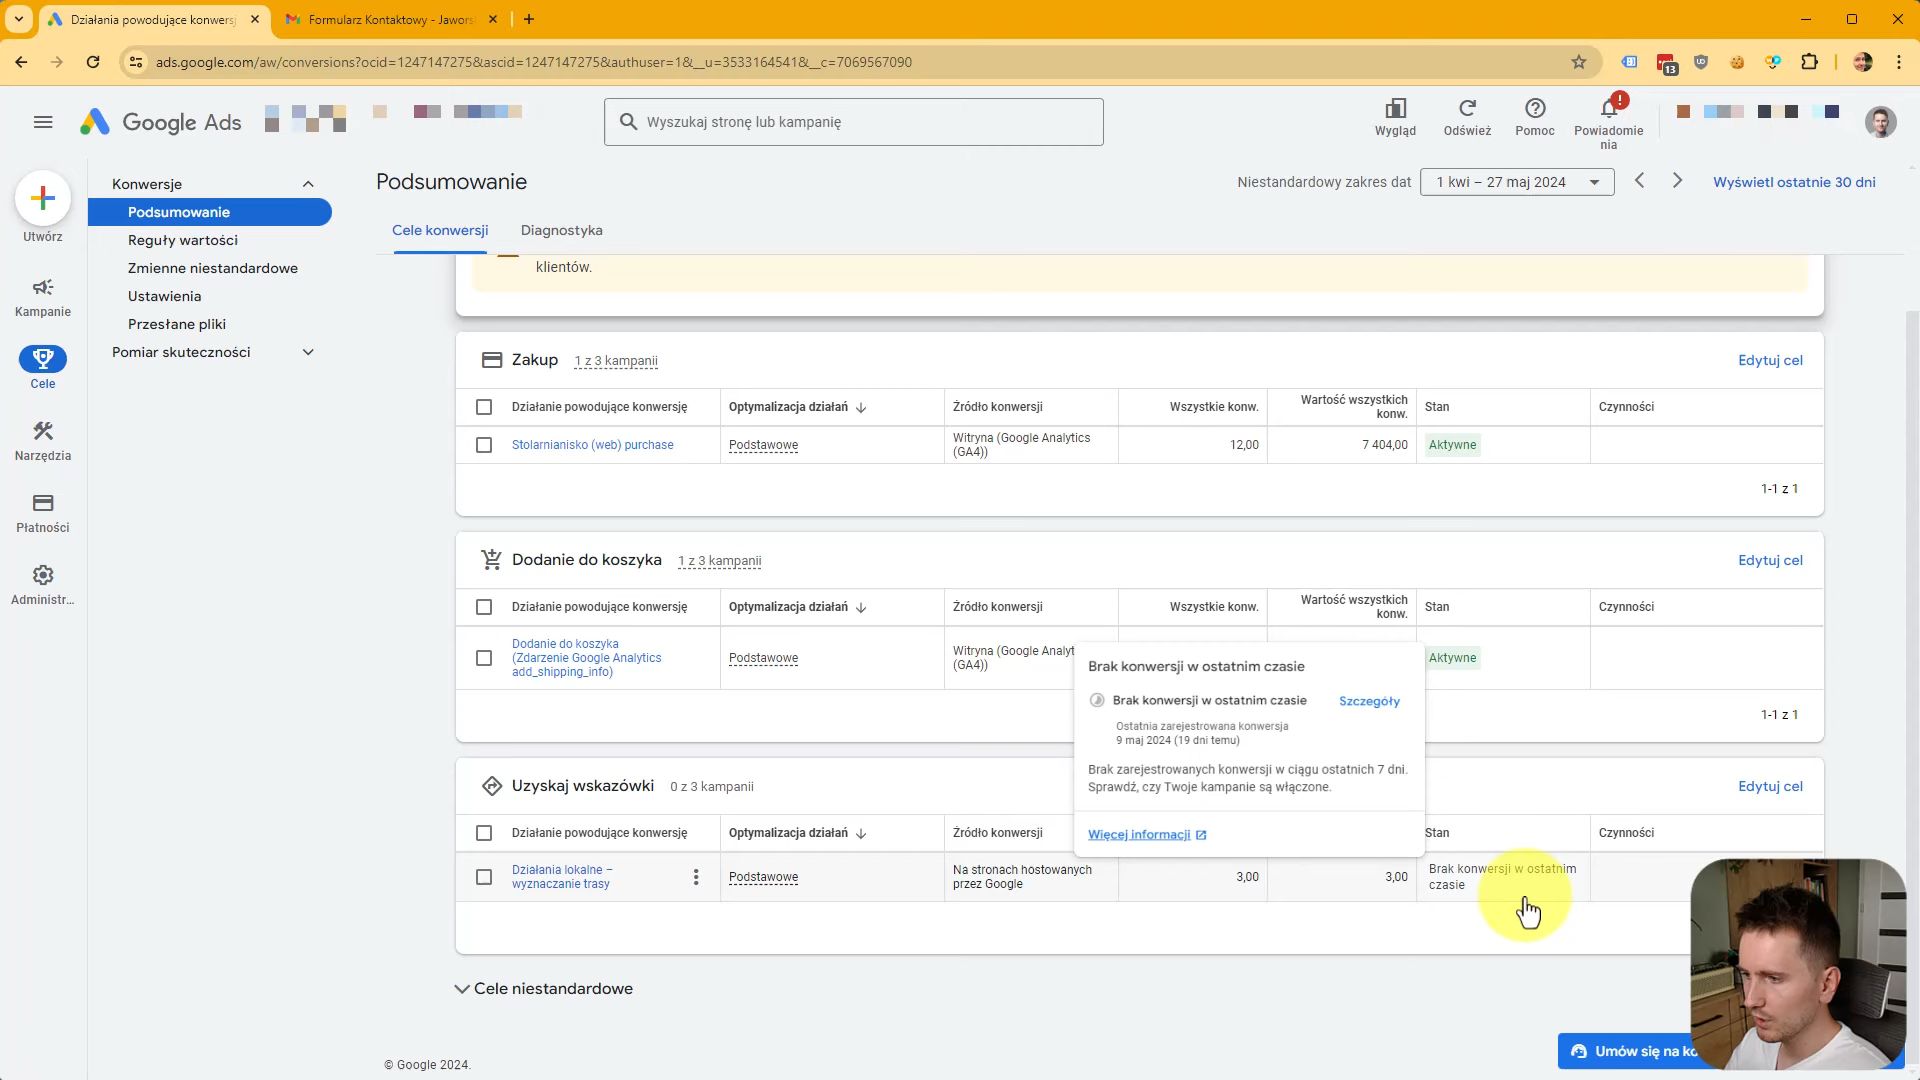 Działania powodujące konwersj
Formularz Kontaktowy - Jawors
ads.google.com/aw/conversions?ocid=1247147275&ascid=1247147275&authuser=1&__u=3533164541&__c=7069567090
13
Google Ads
Wyszukaj stronę lub kampanię
Wygląd
Odśwież
Pomoc
Powiadomie
nia
Utwórz
Kampanie
Cele
Narzędzia
Płatności
Administr...
Konwersje
Podsumowanie
Reguły wartości
Zmienne niestandardowe
Ustawienia
Przesłane pliki
Pomiar skuteczności
Podsumowanie
Niestandardowy zakres dat
1 kwi – 27 maj 2024
Wyświetl ostatnie 30 dni
Cele konwersji
Diagnostyka
klientów.
Zakup
1 z 3 kampanii
Edytuj cel
Działanie powodujące konwersję
Optymalizacja działań
Źródło konwersji
Wszystkie konw.
Wartość wszystkich
konw.
Stan
Czynności
Stolarnianisko (web) purchase
Podstawowe
Witryna (Google Analytics
(GA4))
12,00
7 404,00
Aktywne
1-1 z 1
Dodanie do koszyka
1 z 3 kampanii
Edytuj cel
Działanie powodujące konwersję
Optymalizacja działań
Źródło konwersji
Wszystkie konw.
Wartość wszystkich
konw.
Stan
Czynności
Dodanie do koszyka
(Zdarzenie Google Analytics
add_shipping_info)
Podstawowe
Witryna (Google Analyt
(GA4))
Aktywne
1-1 z 1
Brak konwersji w ostatnim czasie
Brak konwersji w ostatnim czasie
Szczegóły
Ostatnia zarejestrowana konwersja
9 maj 2024 (19 dni temu)
Brak zarejestrowanych konwersji w ciągu ostatnich 7 dni.
Sprawdź, czy Twoje kampanie są włączone.
Więcej informacji
Uzyskaj wskazówki
0 z 3 kampanii
Edytuj cel
Działanie powodujące konwersję
Optymalizacja działań
Źródło konwersji
Stan
Czynności
Działania lokalne –
wyznaczanie trasy
Podstawowe
Na stronach hostowanych
przez Google
3,00
3,00
Brak konwersji w ostatnim
czasie
Cele niestandardowe
© Google 2024.
Umów się na ko